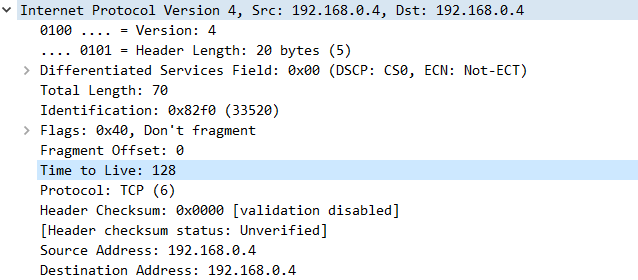 Internet Protocol Version 4, Src: 192.168.0.4, Dst: 192.168.0.4
0100 .... = Version: 4
.... 0101 = Header Length: 20 bytes (5)
Differentiated Services Field: 0x00 (DSCP: CS0, ECN: Not-ECT)
Total Length: 70
Identification: 0x82f0 (33520)
Flags: 0x40, Don't fragment
Fragment Offset: 0
Time to Live: 128
Protocol: TCP (6)
Header Checksum: 0x0000 [validation disabled]
[Header checksum status: Unverified]
Source Address: 192.168.0.4
Destination Address: 192.168.0.4